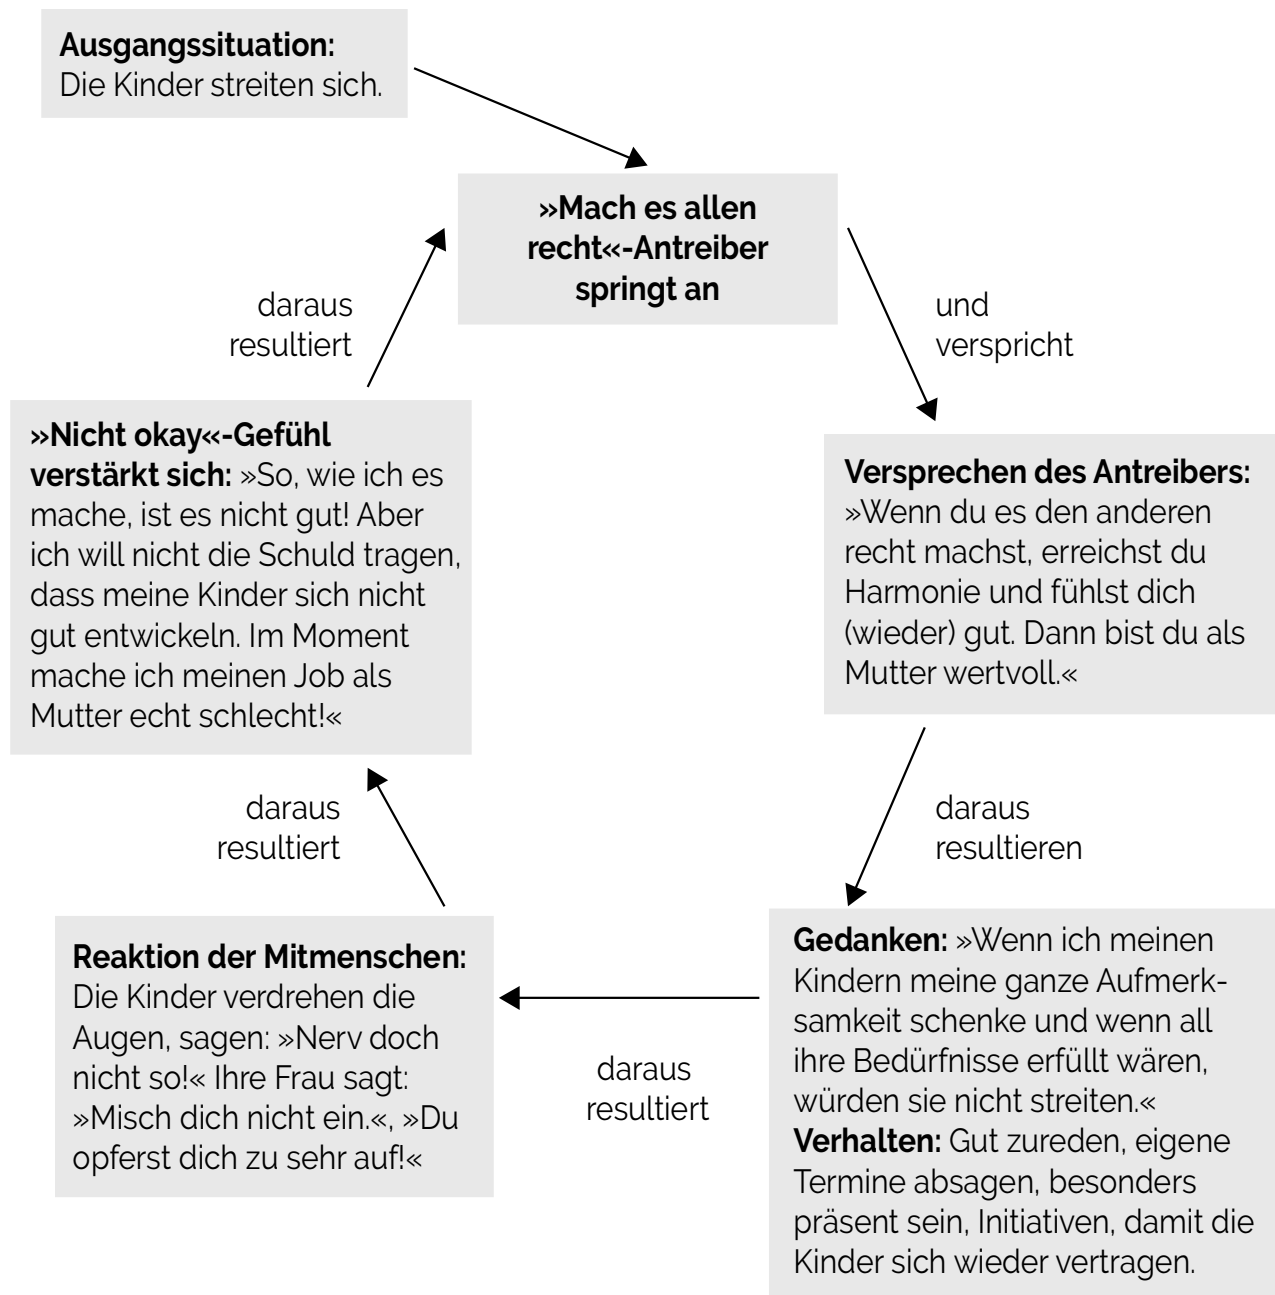 Ausgangssituation:
Die Kinder streiten sich.
»Mach es allen
recht«-Antreiber
springt an
und
verspricht
Versprechen des Antreibers:
»Wenn du es den anderen
recht machst, erreichst du
Harmonie und fühlst dich
(wieder) gut. Dann bist du als
Mutter wertvoll.«
daraus
resultieren
Gedanken: »Wenn ich meinen
Kindern meine ganze Aufmerk-
samkeit schenke und wenn all
ihre Bedürfnisse erfüllt wären,
würden sie nicht streiten.«
Verhalten: Gut zureden, eigene
Termine absagen, besonders
präsent sein, Initiativen, damit die
Kinder sich wieder vertragen.
daraus
resultiert
Reaktion der Mitmenschen:
Die Kinder verdrehen die
Augen, sagen: »Nerv doch
nicht so!« Ihre Frau sagt:
»Misch dich nicht ein.«, »Du
opferst dich zu sehr auf!«
daraus
resultiert
»Nicht okay«-Gefühl
verstärkt sich: »So, wie ich es
mache, ist es nicht gut! Aber
ich will nicht die Schuld tragen,
dass meine Kinder sich nicht
gut entwickeln. Im Moment
mache ich meinen Job als
Mutter echt schlecht!«
daraus
resultiert